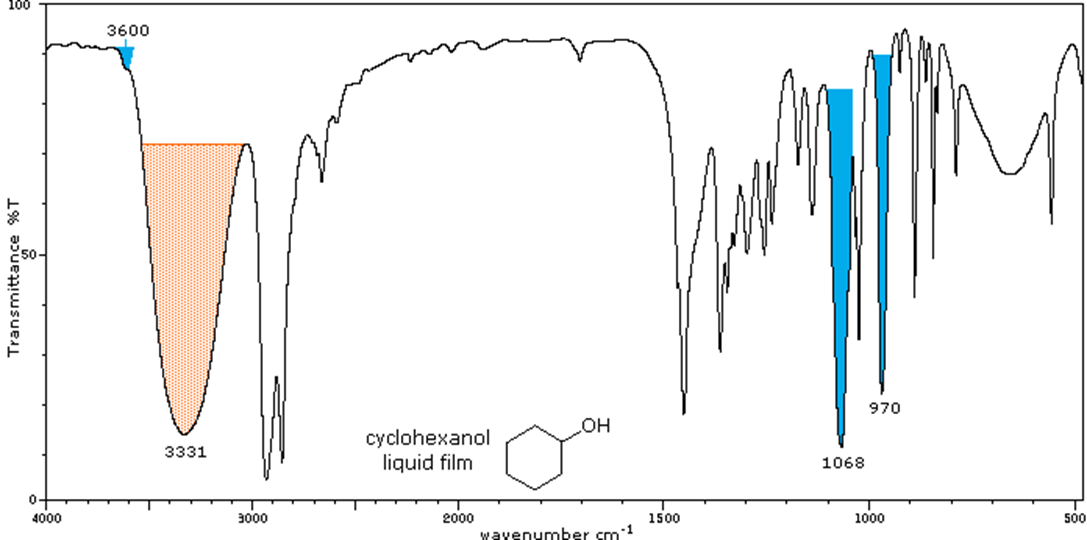 100
3600
Transmittance %T
50
3331
cyclohexanol
liquid film
OH
970
1068
0
4000 3000 2000 1500 1000 500
wavenumber cm-1